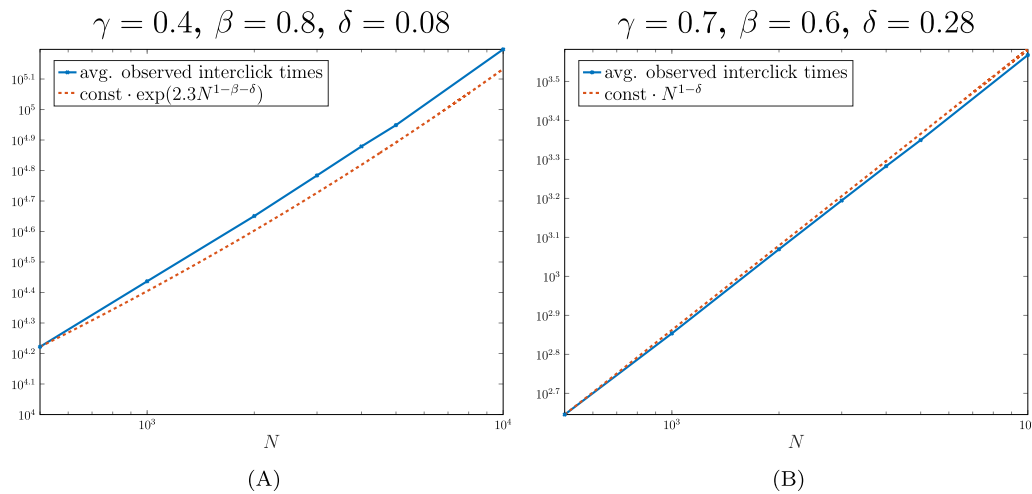 γ = 0.4, β = 0.8, δ = 0.08
avg. observed interclick times
const · exp(2.3N^{1−β−δ})
10^{5.1}
10^{5}
10^{4.9}
10^{4.8}
10^{4.7}
10^{4.6}
10^{4.5}
10^{4.4}
10^{4.3}
10^{4.2}
10^{4.1}
10^{4}
10^{3}
10^{4}
N
(A)
γ = 0.7, β = 0.6, δ = 0.28
avg. observed interclick times
const · N^{1−δ}
10^{3.5}
10^{3.4}
10^{3.3}
10^{3.2}
10^{3.1}
10^{3}
10^{2.9}
10^{2.8}
10^{2.7}
10^{3}
10
N
(B)